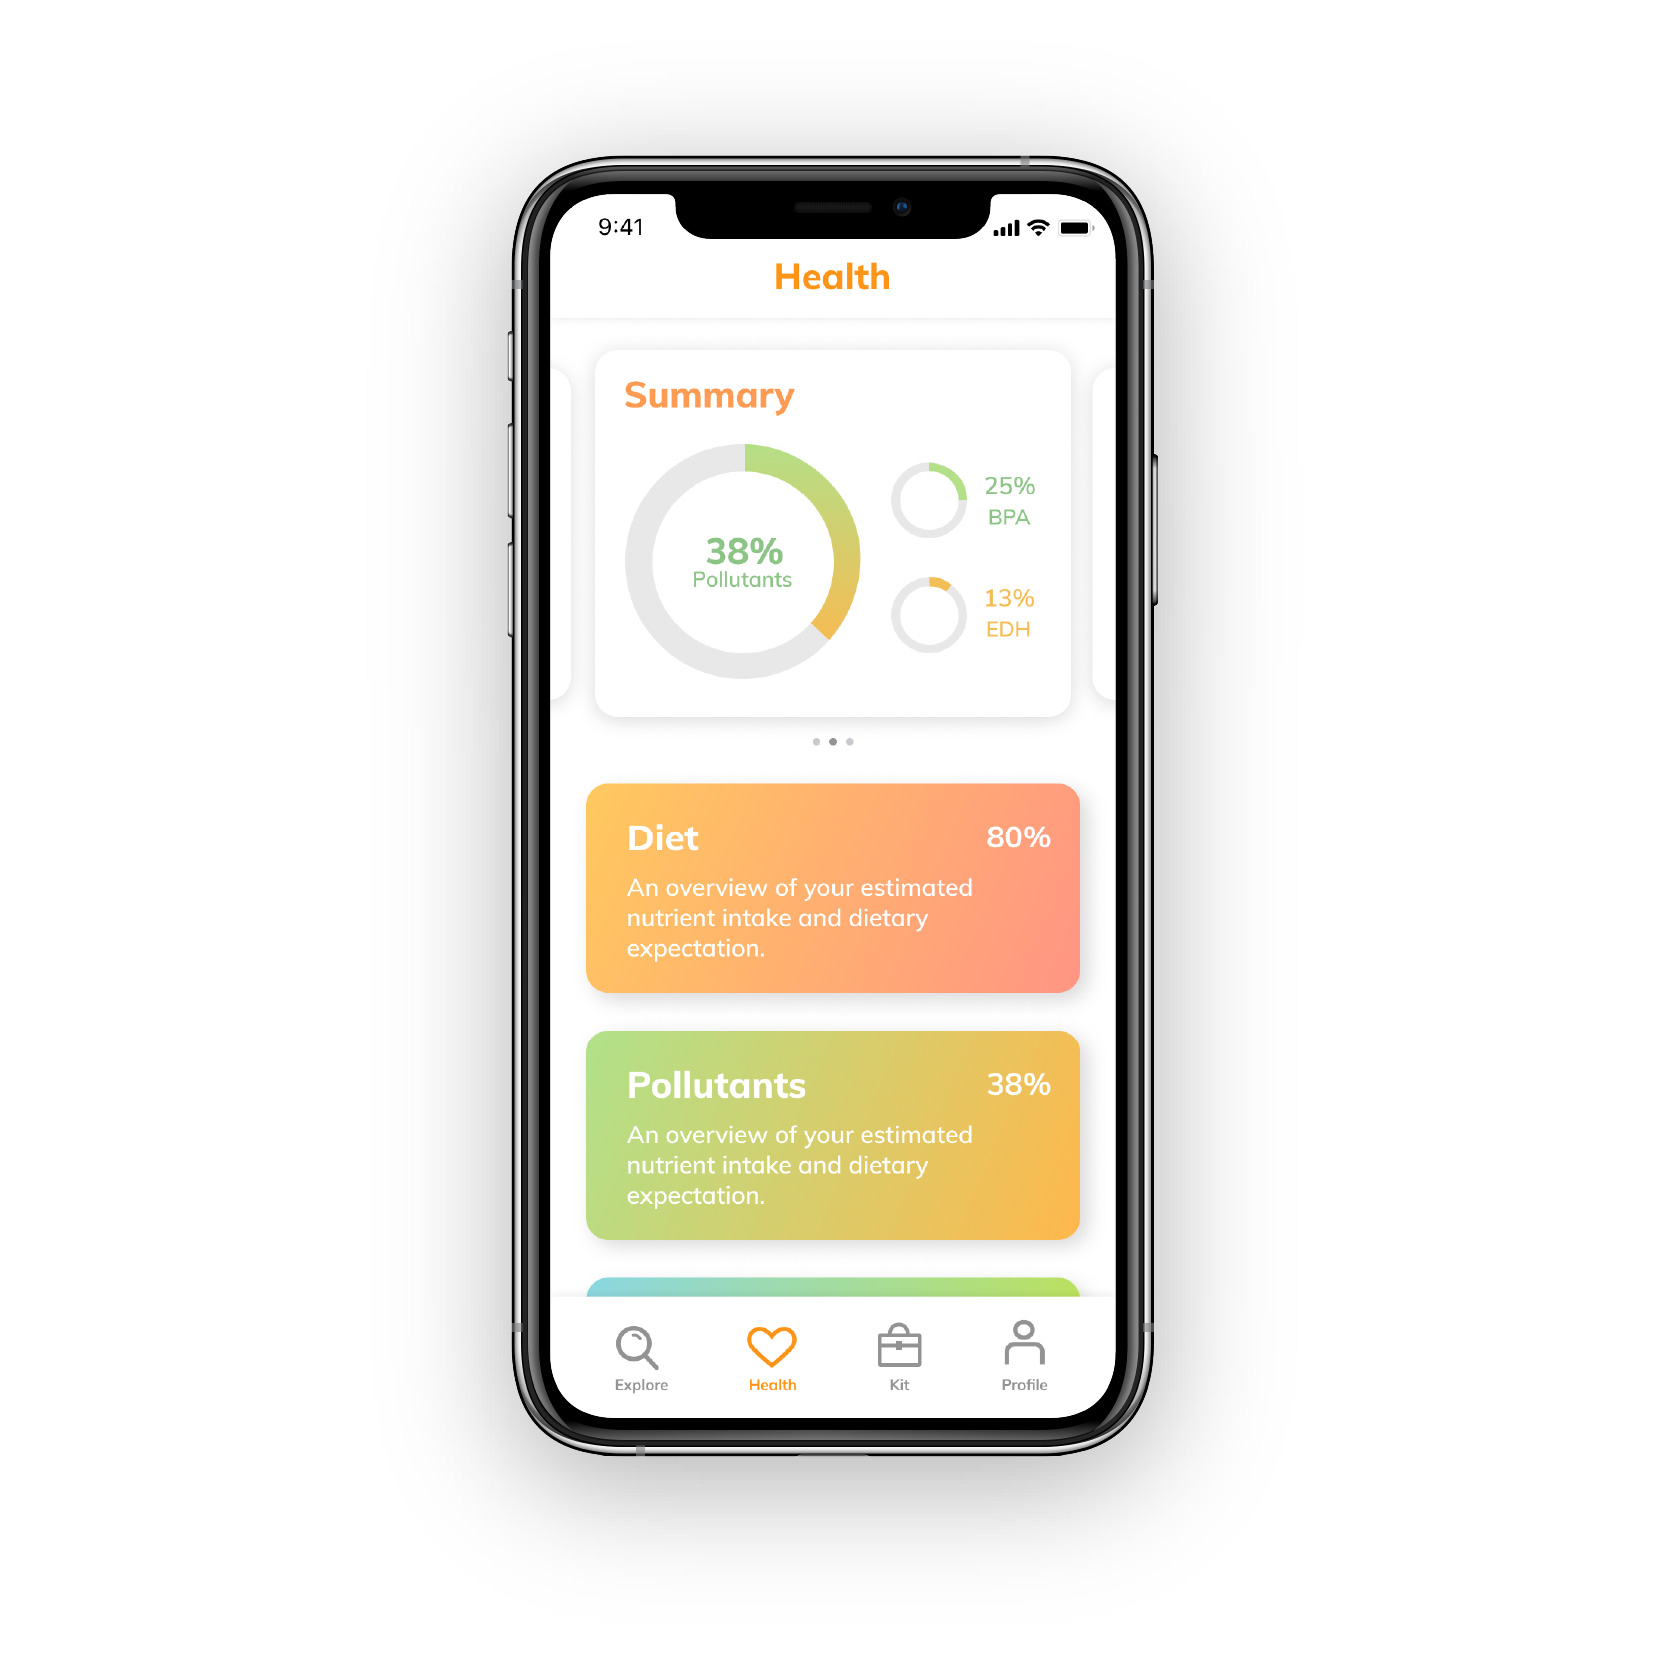 9:41
Health
Summary
38%
Pollutants
25%
BPA
13%
EDH
Diet
80%
An overview of your estimated
nutrient intake and dietary
expectation.
Pollutants
38%
An overview of your estimated
nutrient intake and dietary
expectation.
Explore
Health
Kit
Profile